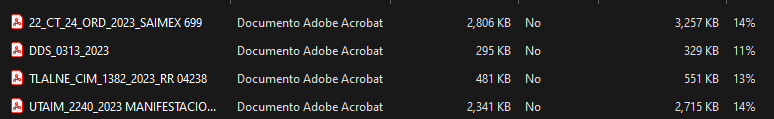 22_CT_24_ORD_2023_SAIMEX 699 Documento Adobe Acrobat 2,806 KB No 3,257 KB 14%
DDS_0313_2023 Documento Adobe Acrobat 295 KB No 329 KB 11%
TLALNE_CIM_1382_2023_RR 04238 Documento Adobe Acrobat 481 KB No 551 KB 13%
UTAIM_2240_2023 MANIFESTACIO... Documento Adobe Acrobat 2,341 KB No 2,715 KB 14%